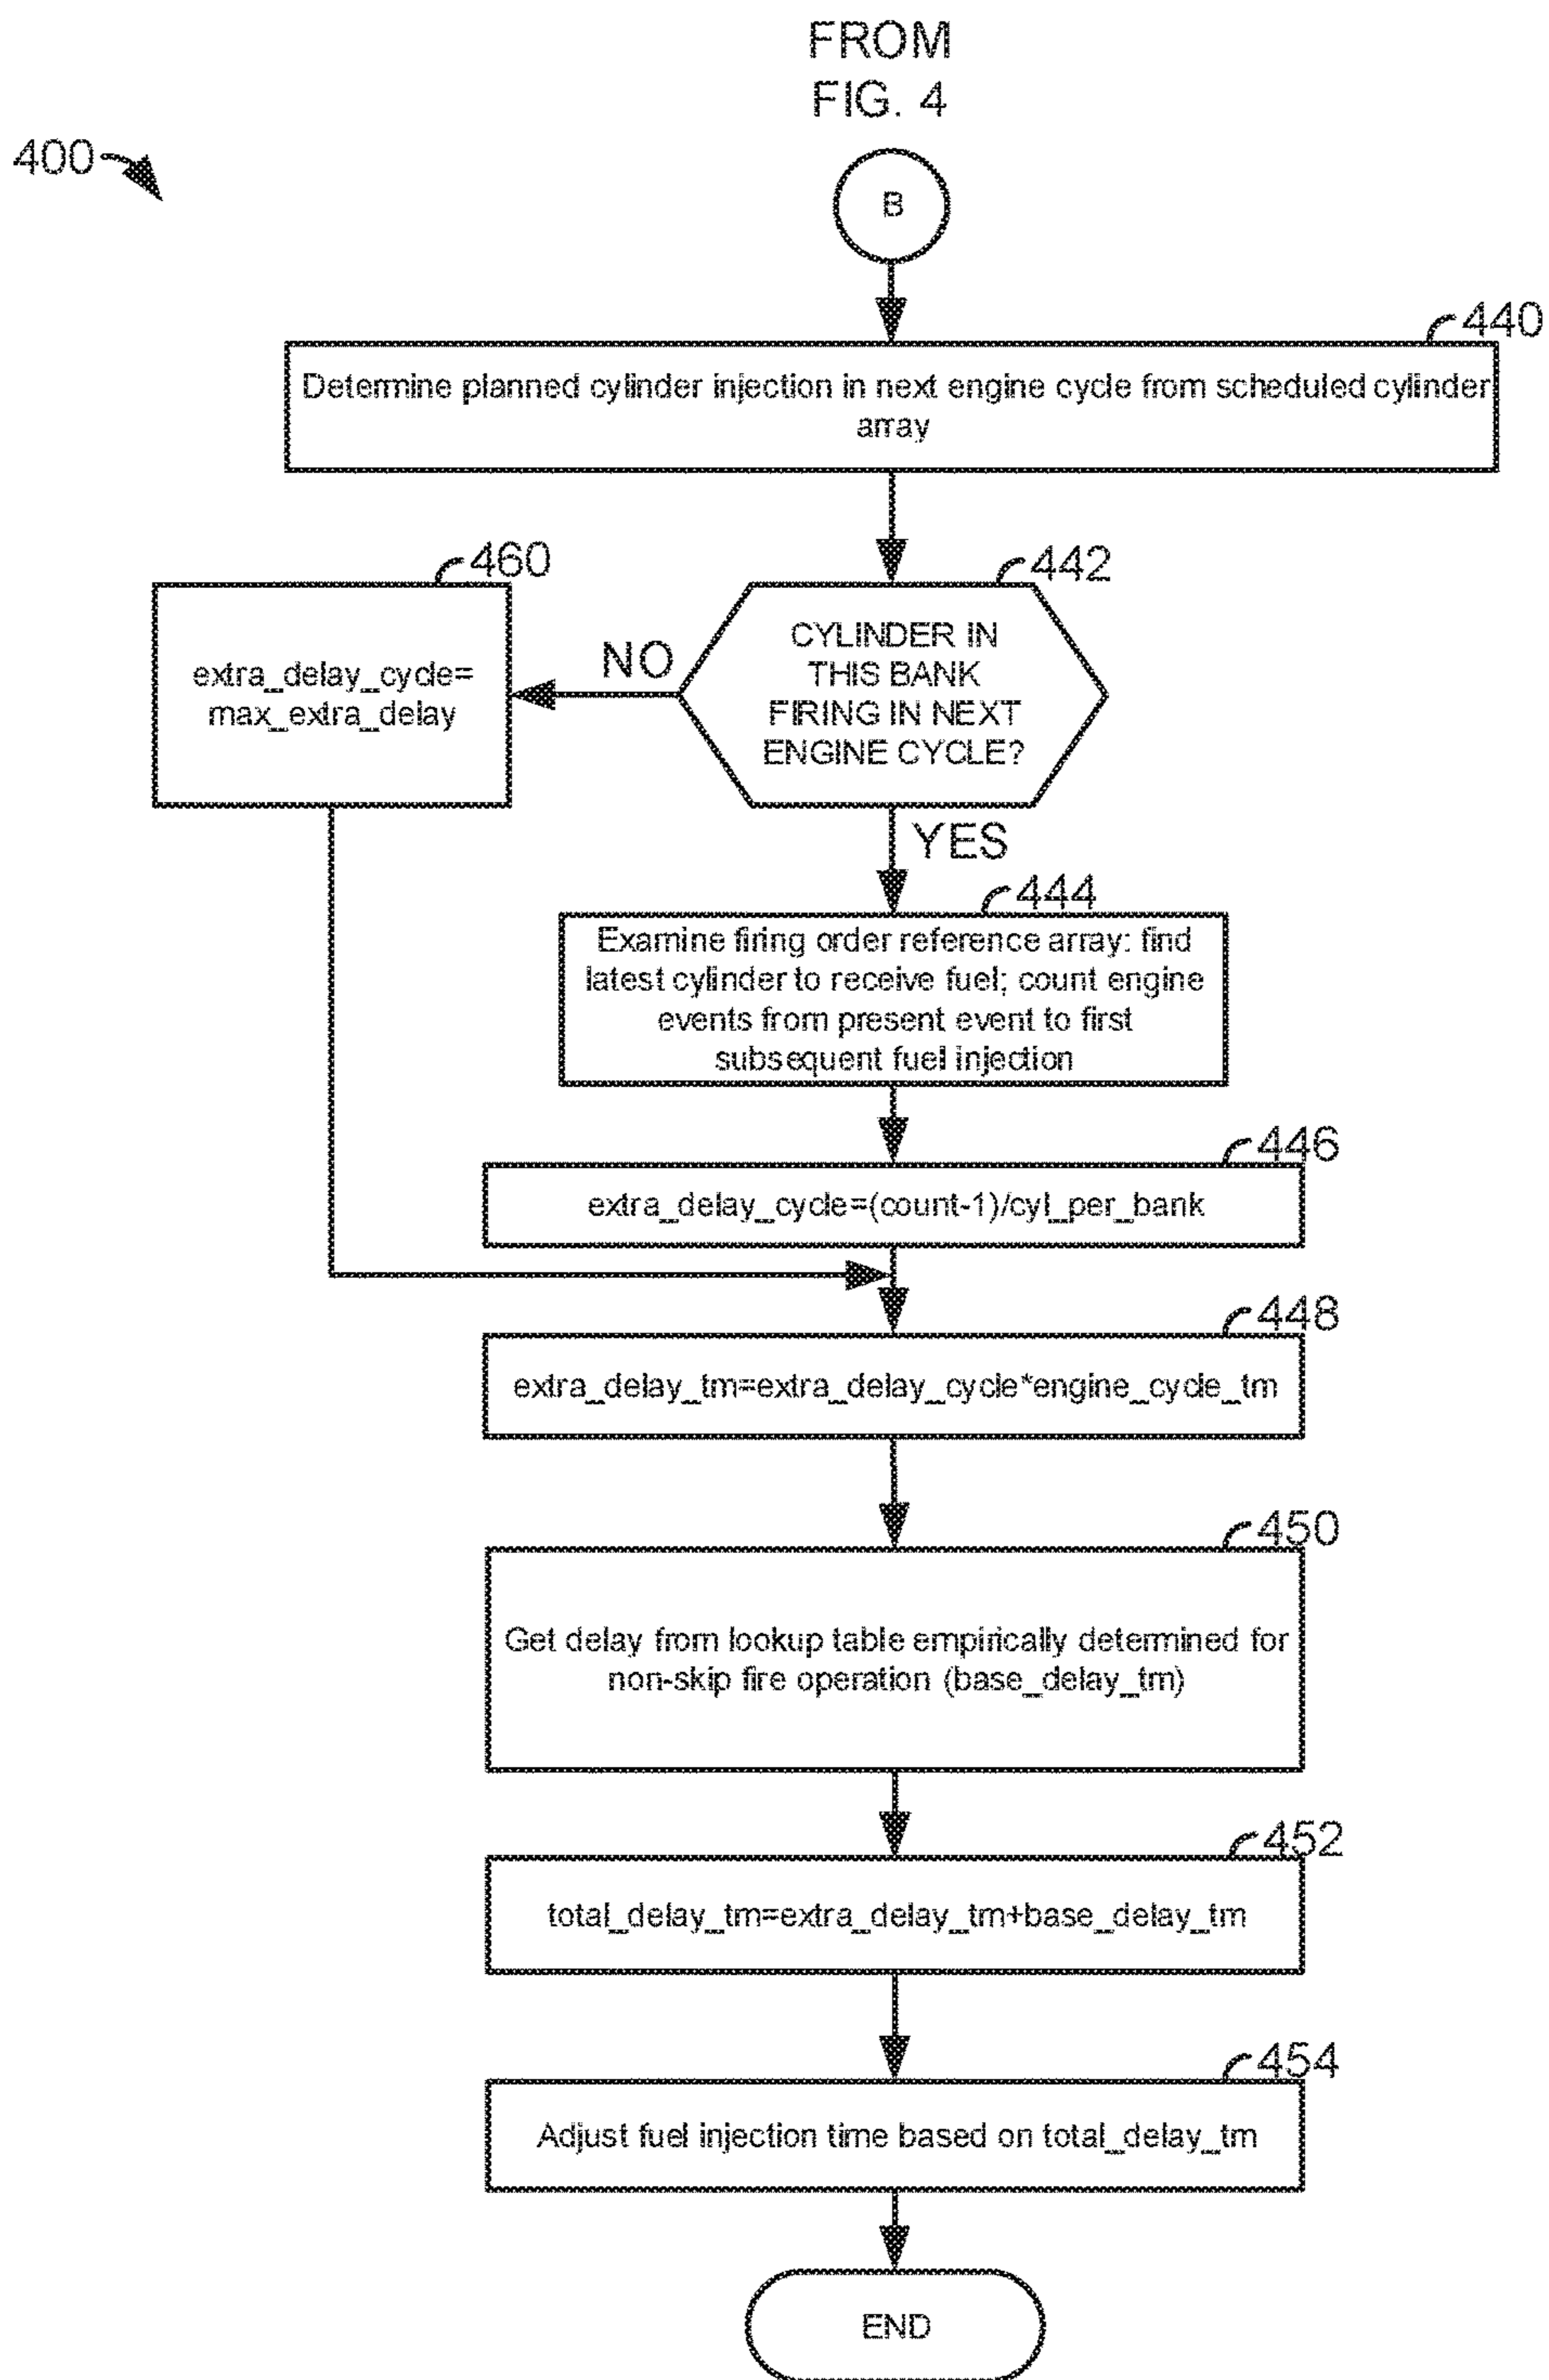 FROM
FIG. 4
400
B
440
Determine planned cylinder injection in next engine cycle from scheduled cylinder
array
460
442
extra_delay_cycle=
max_extra_delay
NO
CYLINDER IN
THIS BANK
FIRING IN NEXT
ENGINE CYCLE?
YES
444
Examine firing order reference array: find
latest cylinder to receive fuel; count engine
events from present event to first
subsequent fuel injection
446
extra_delay_cycle=(count-1)/cyl_per_bank
448
extra_delay_tm=extra_delay_cycle*engine_cycle_tm
450
Get delay from lookup table empirically determined for
non-skip fire operation (base_delay_tm)
452
total_delay_tm=extra_delay_tm+base_delay_tm
454
Adjust fuel injection time based on total_delay_tm
END